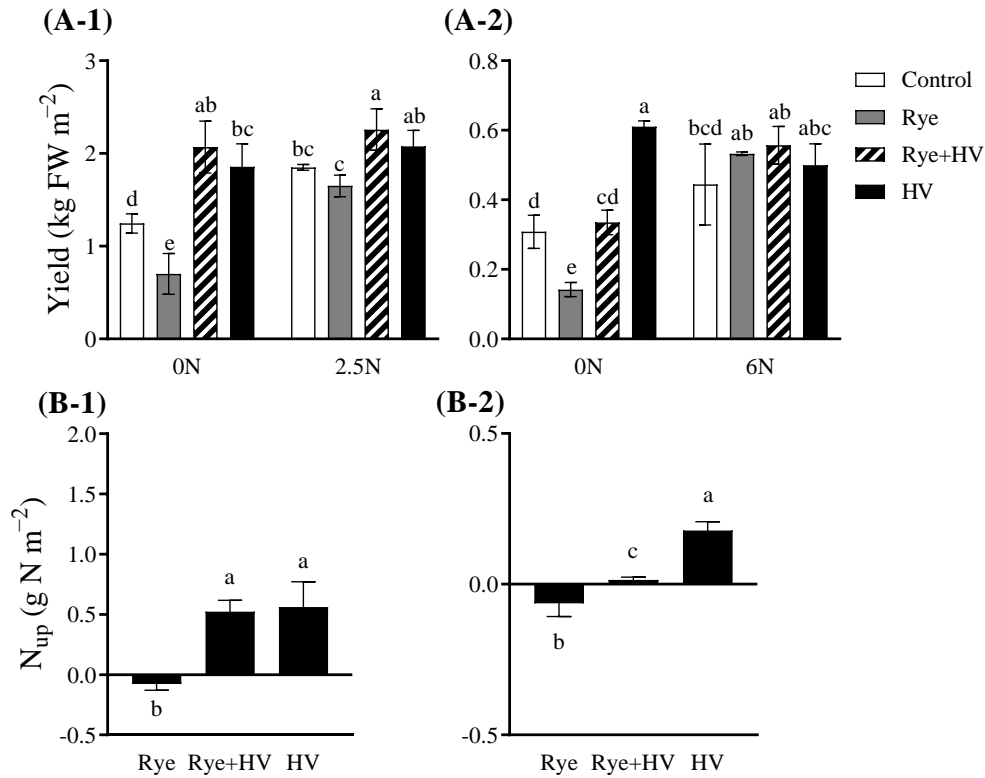 (A-1)
Yield (kg FW m−2)
3
2
1
0
d
e
ab
bc
bc
c
a
ab
0N
2.5N
(A-2)
0.8
0.6
0.4
0.2
0.0
d
e
cd
a
bcd
ab
ab
abc
0N
6N
Control
Rye
Rye+HV
HV
(B-1)
Nup (g N m−2)
2.0
1.5
1.0
0.5
0.0
-0.5
b
a
a
Rye Rye+HV HV
(B-2)
0.5
0.0
-0.5
b
c
a
Rye Rye+HV HV